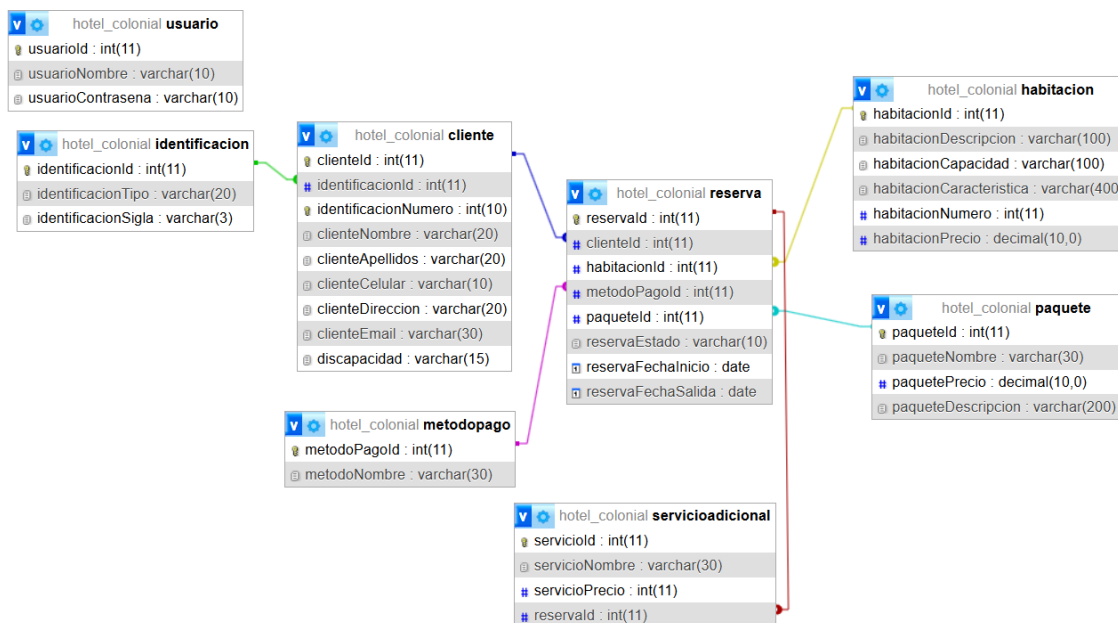 hotel_colonial usuario
usuarioId : int(11)
usuarioNombre : varchar(10)
usuarioContrasena : varchar(10)
hotel_colonial identificacion
identificacionId : int(11)
identificacionTipo : varchar(20)
identificacionSigla : varchar(3)
hotel_colonial cliente
clienteId : int(11)
identificacionId : int(11)
identificacionNumero : int(10)
clienteNombre : varchar(20)
clienteApellidos : varchar(20)
clienteCelular : varchar(10)
clienteDireccion : varchar(20)
clienteEmail : varchar(30)
discapacidad : varchar(15)
hotel_colonial metodopago
metodoPagoId : int(11)
metodoNombre : varchar(30)
hotel_colonial reserva
reservaId : int(11)
clienteId : int(11)
habitacionId : int(11)
metodoPagoId : int(11)
paqueteId : int(11)
reservaEstado : varchar(10)
reservaFechaInicio : date
reservaFechaSalida : date
hotel_colonial servicioadicional
servicioId : int(11)
servicioNombre : varchar(30)
servicioPrecio : int(11)
reservaId : int(11)
hotel_colonial habitacion
habitacionId : int(11)
habitacionDescripcion : varchar(100)
habitacionCapacidad : varchar(100)
habitacionCaracteristica : varchar(400
habitacionNumero : int(11)
habitacionPrecio : decimal(10,0)
hotel_colonial paquete
paqueteId : int(11)
paqueteNombre : varchar(30)
paquetePrecio : decimal(10,0)
paqueteDescripcion : varchar(200)